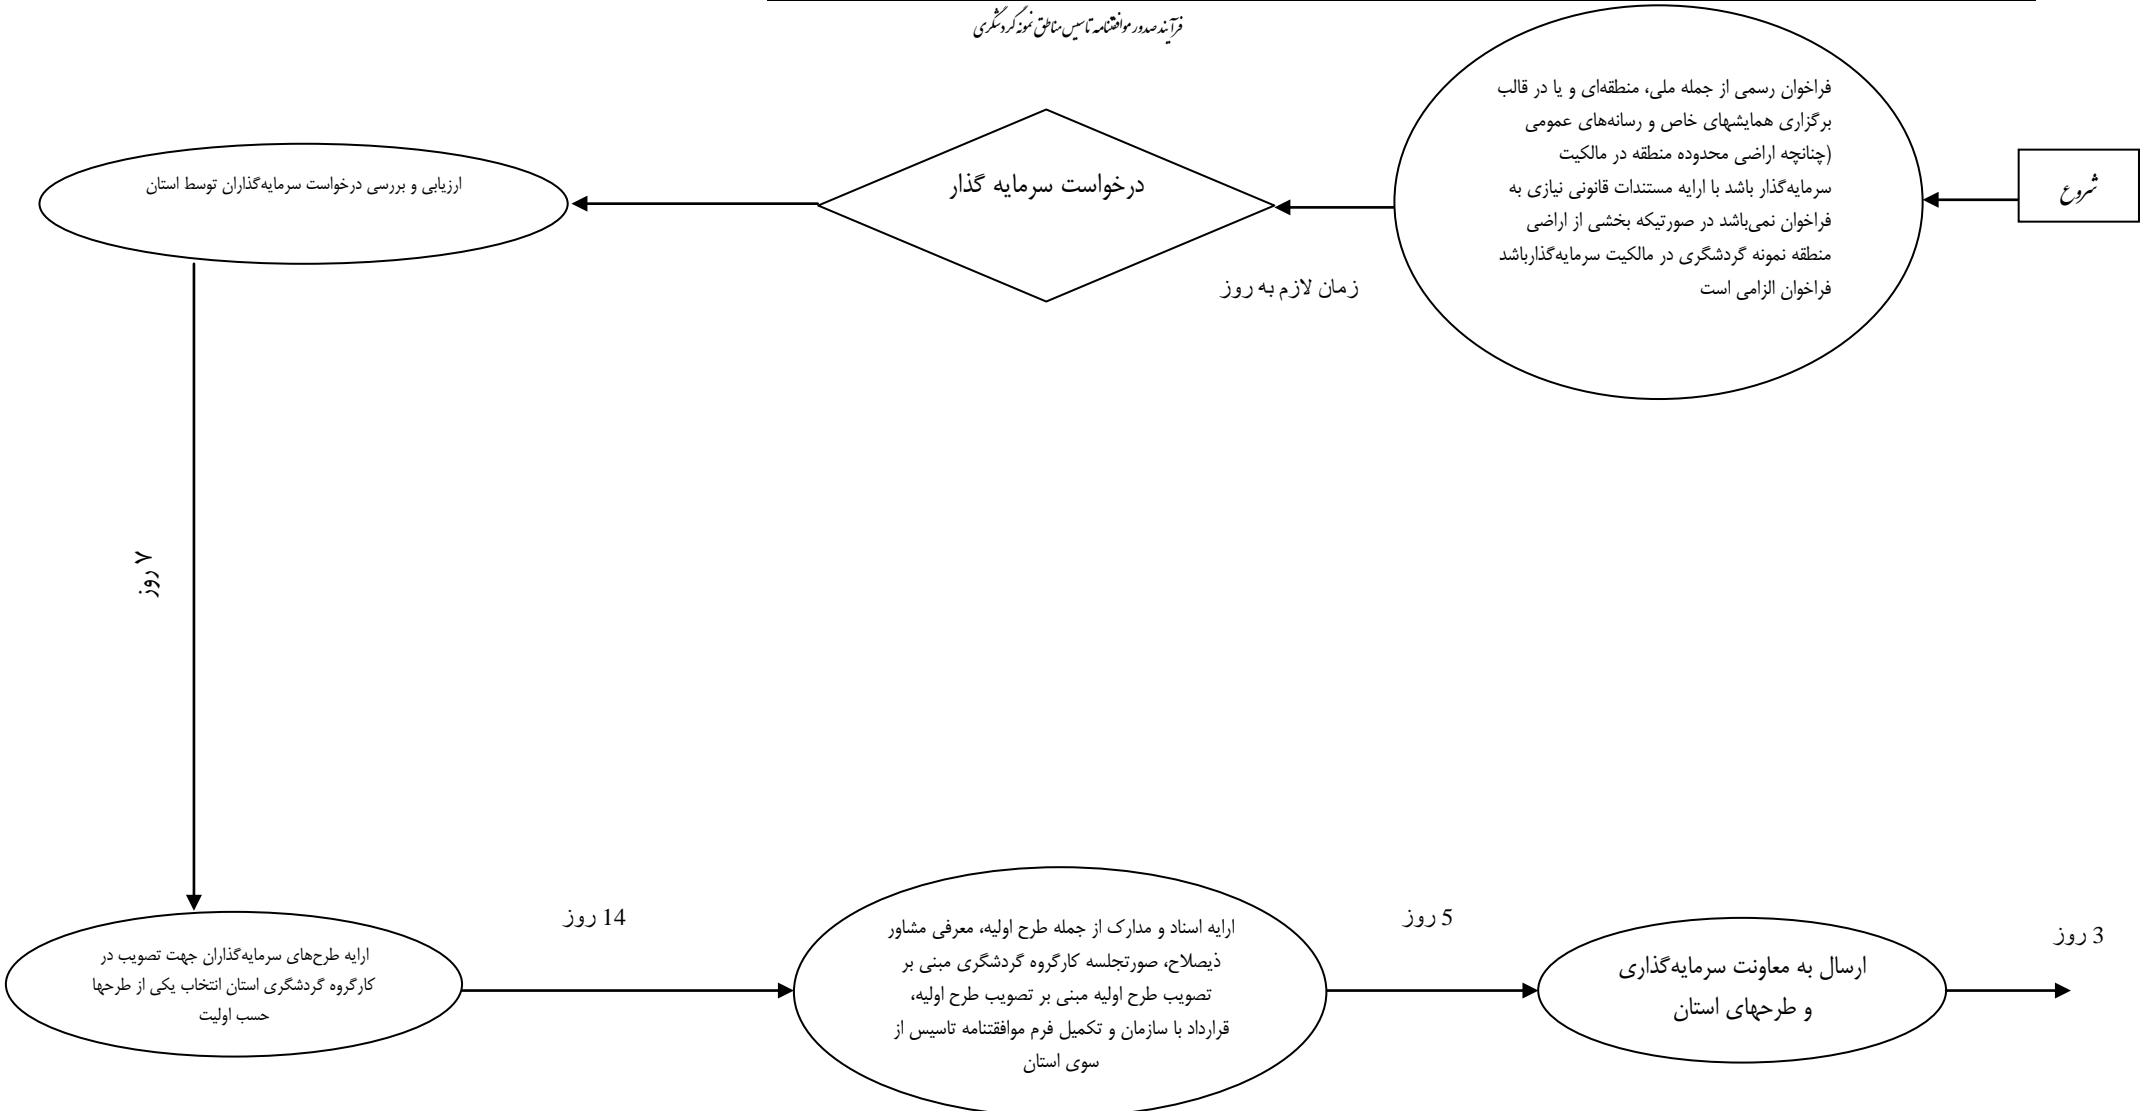 فرآیند صدور موافقتنامه تاسیس مناطق نمونه گردشگری
شروع
فراخوان رسمی از جمله ملی، منطقه‌ای و یا در قالب
برگزاری همایشهای خاص و رسانه‌های عمومی
(چنانچه اراضی محدوده منطقه در مالکیت
سرمایه‌گذار باشد با ارایه مستندات قانونی نیازی به
فراخوان نمی‌باشد در صورتیکه بخشی از اراضی
منطقه نمونه گردشگری در مالکیت سرمایه‌گذارباشد
فراخوان الزامی است
زمان لازم به روز
درخواست سرمایه گذار
ارزیابی و بررسی درخواست سرمایه‌گذاران توسط استان
۷ روز
ارایه طرح‌های سرمایه‌گذاران جهت تصویب در
کارگروه گردشگری استان انتخاب یکی از طرحها
حسب اولیت
14 روز
ارایه اسناد و مدارک از جمله طرح اولیه، معرفی مشاور
ذیصلاح، صورتجلسه کارگروه گردشگری مبنی بر
تصویب طرح اولیه مبنی بر تصویب طرح اولیه،
قرارداد با سازمان و تکمیل فرم موافقتنامه تاسیس از
سوی استان
5 روز
ارسال به معاونت سرمایه‌گذاری
و طرحهای استان
3 روز